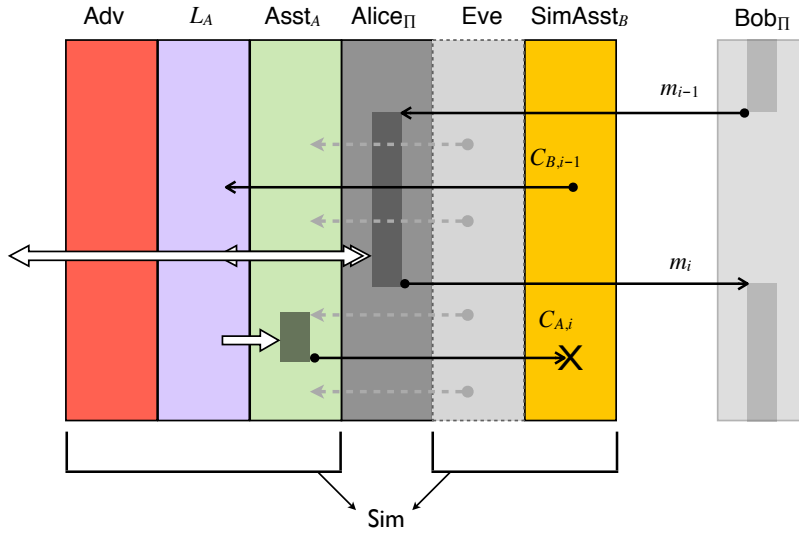 Adv L_A Asst_A Alice_Π Eve SimAsst_B Bob_Π
m_{i−1}
C_{B,i−1}
m_i
C_{A,i}
X
Sim